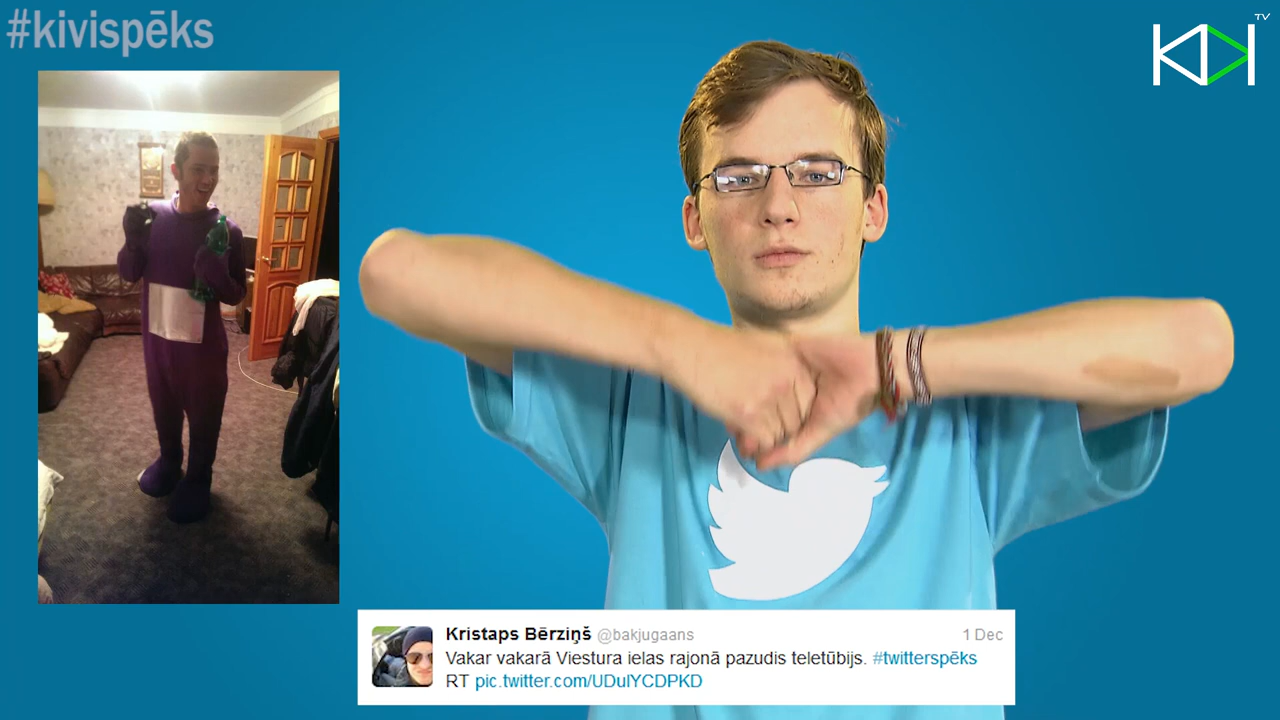 #kivispēks
TV
Kristaps Bērziņš @bakjugaans 1 Dec
Vakar vakarā Viestura ielas rajonā pazudis teletūbijs. #twitterspēks
RT pic.twitter.com/UDulYCDPKD